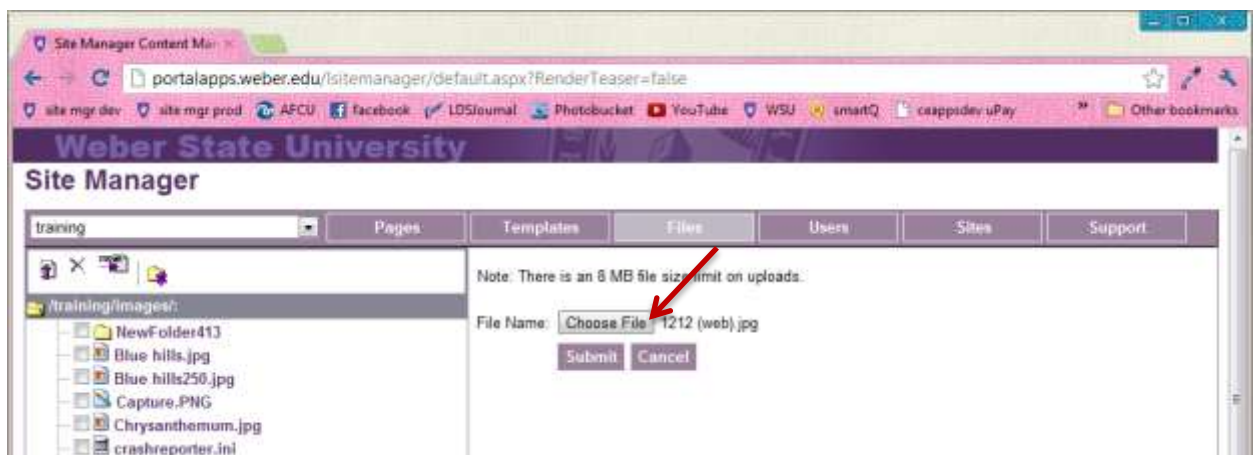 Site Manager Content Man
portalapps.weber.edu/lsitemanager/default.aspx?RenderTeaser=false
site mgr dev site mgr prod AFCU facebook LDSJournal Photobucket YouTube WSU smartQ ceappsdev uPay » Other bookmarks
Weber State University
Site Manager
training Pages Templates Files Users Sites Support
Note: There is an 8 MB file size limit on uploads.
/training/images/:
File Name: Choose File 1212 (web).jpg
NewFolder413
Blue hills.jpg
Submit Cancel
Blue hills250.jpg
Capture.PNG
Chrysanthemum.jpg
crashreporter.ini